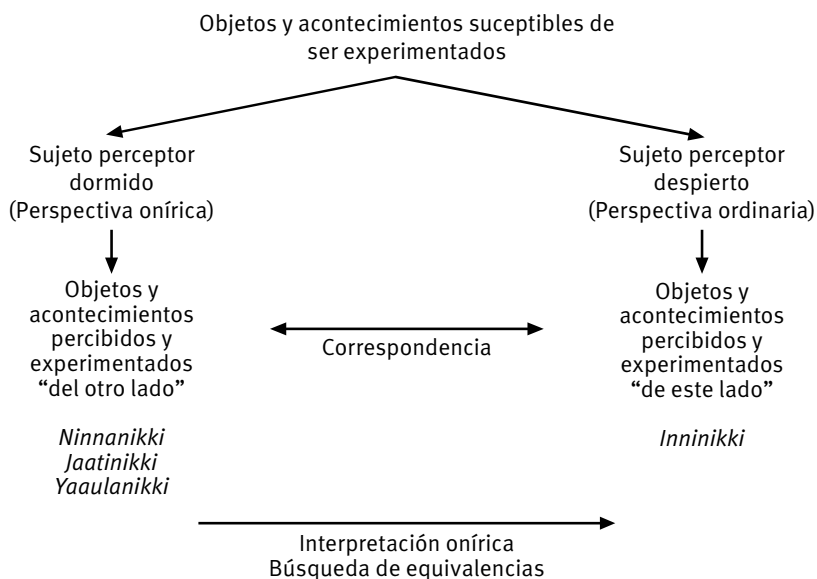 Objetos y acontecimientos suceptibles de
ser experimentados
Sujeto perceptor
dormido
(Perspectiva onírica)
Sujeto perceptor
despierto
(Perspectiva ordinaria)
Objetos y
acontecimientos
percibidos y
experimentados
“del otro lado”
Correspondencia
Objetos y
acontecimientos
percibidos y
experimentados
“de este lado”
Ninnanikki
Jaatinikki
Yaaulanikki
Inninikki
Interpretación onírica
Búsqueda de equivalencias